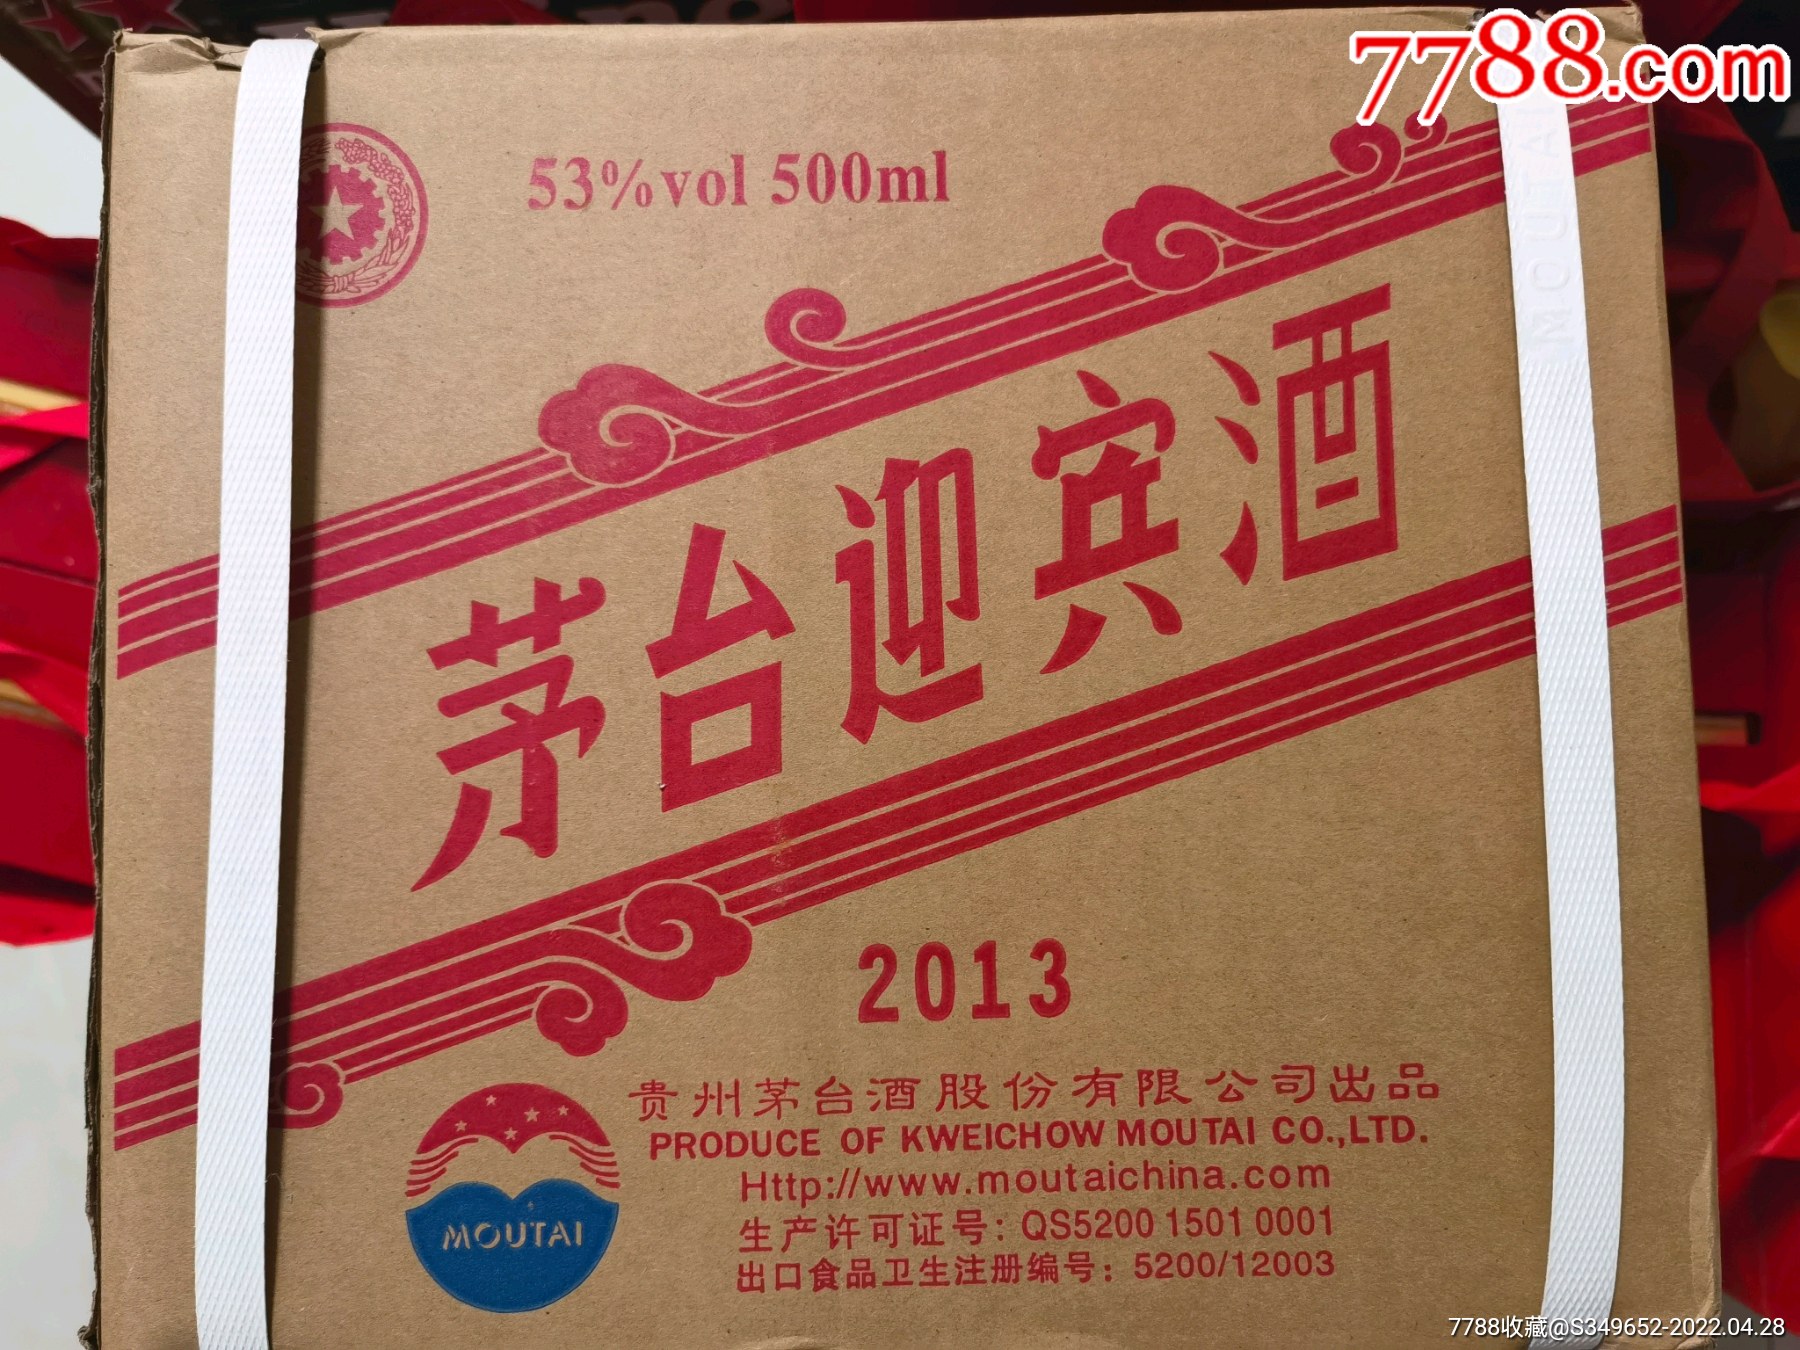 7788.com
53%vol 500ml
MOUTAI
茅台迎宾酒
2013
贵州茅台酒股份有限公司出品
PRODUCE OF KWEICHOW MOUTAI CO.,LTD.
Http://www.moutaichina.com
生产许可证号：QS5200 1501 0001
出口食品卫生注册编号：5200/12003
MOUTAI
7788收藏@S349652-2022.04.28